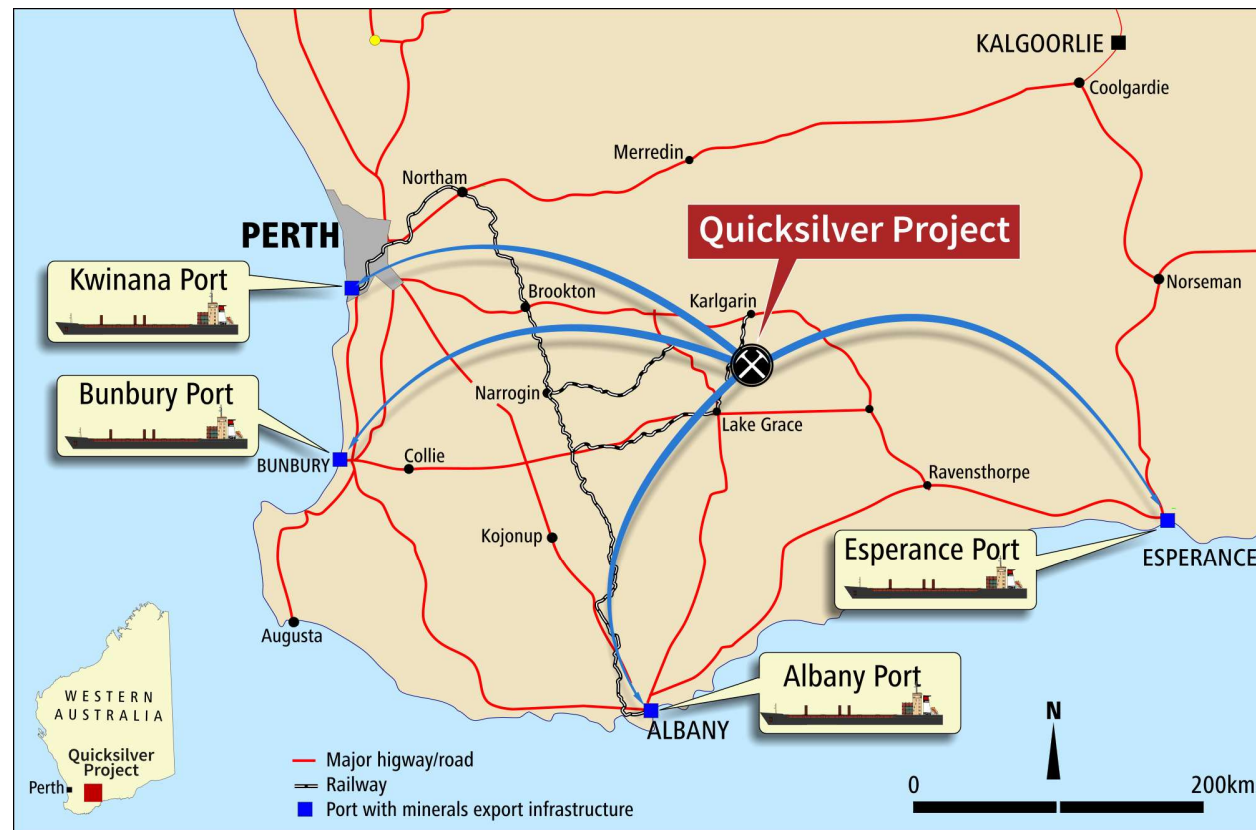 KALGOORLIE
Coolgardie
Merredin
Northam
PERTH
Quicksilver Project
Kwinana Port
Brookton
Karlgarin
Norseman
Bunbury Port
Narrogin
Lake Grace
BUNBURY
Collie
Ravensthorpe
Kojonup
Esperance Port
ESPERANCE
Augusta
Albany Port
ALBANY
WESTERN
AUSTRALIA
Quicksilver
Project
Perth
Major higway/road
Railway
Port with minerals export infrastructure
N
0 200km